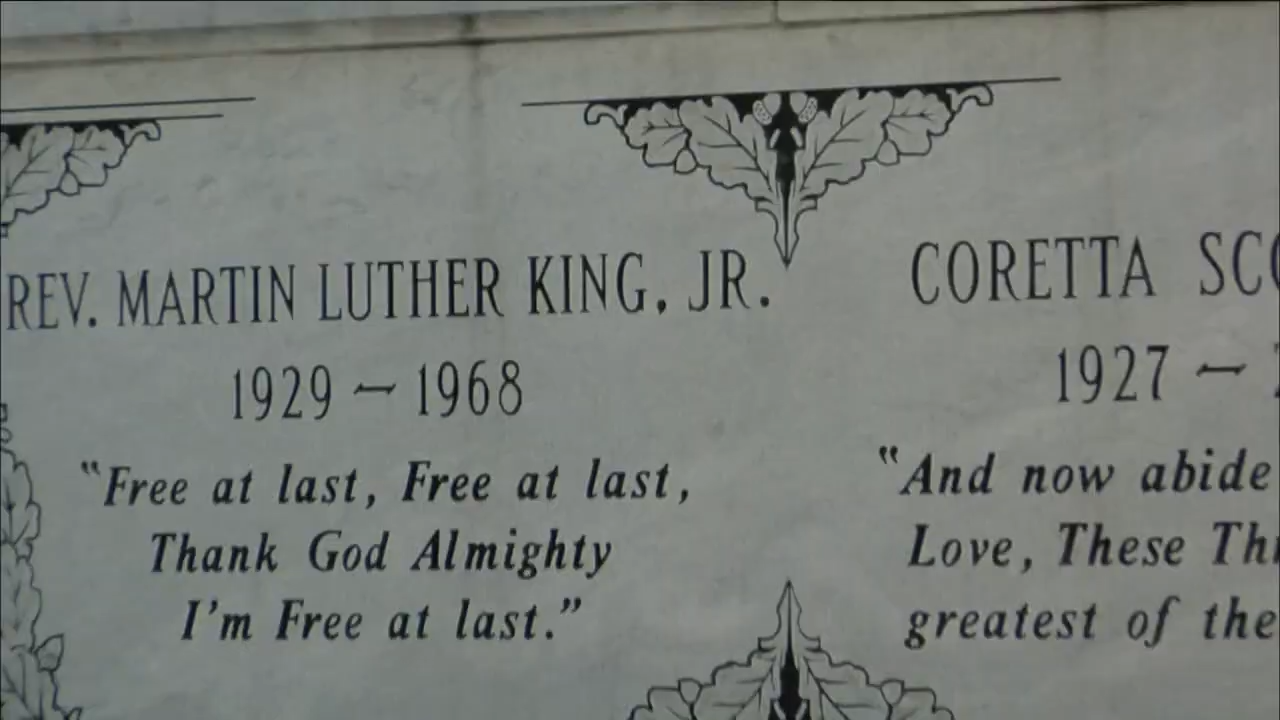 REV. MARTIN LUTHER KING, JR.
1929 – 1968
"Free at last, Free at last,
Thank God Almighty
I'm Free at last."
CORETTA
1927 –
"And now abide
Love, These
greatest of the